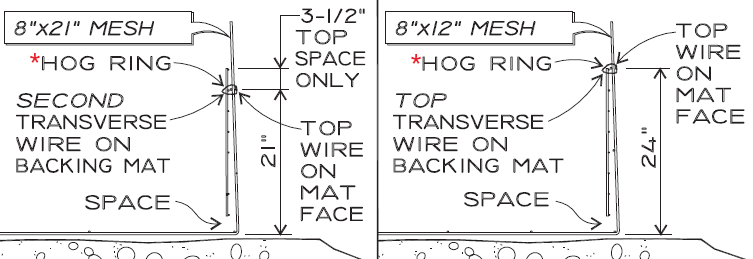 8"x21" MESH
3-1/2"
TOP
SPACE
ONLY
*HOG RING
SECOND
TRANSVERSE
WIRE ON
BACKING MAT
21"
TOP
WIRE
ON
MAT
FACE
SPACE
8"x12" MESH
TOP
WIRE
ON
MAT
FACE
*HOG RING
TOP
TRANSVERSE
WIRE ON
BACKING MAT
24"
SPACE